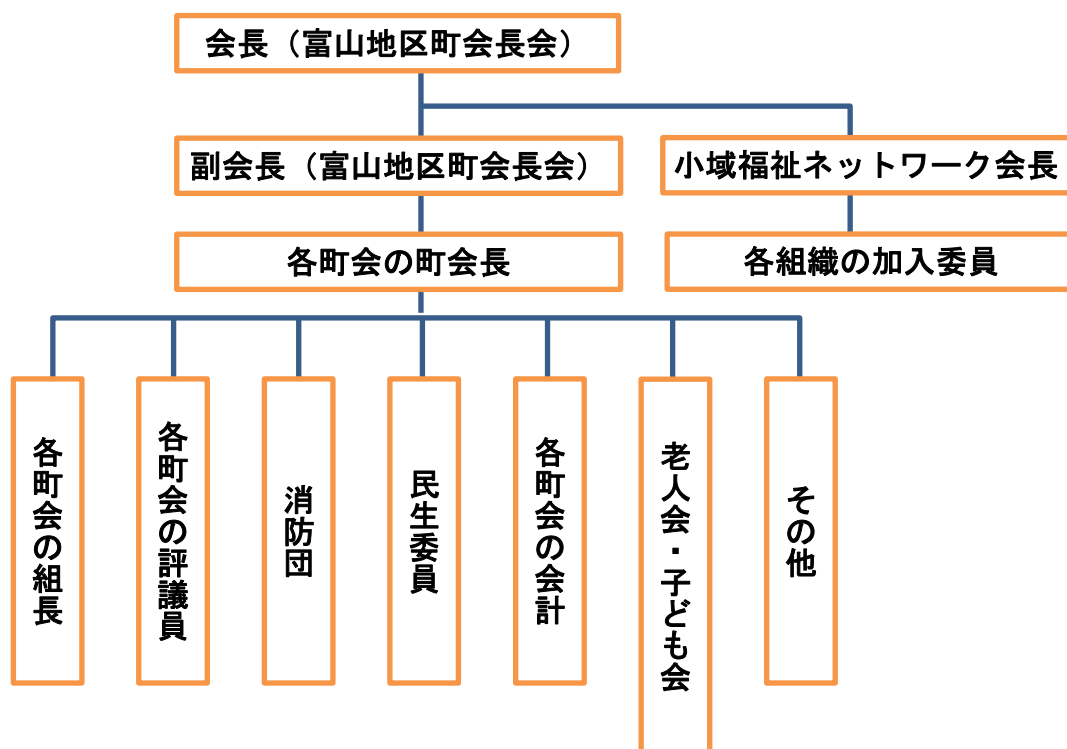 会長（富山地区町会長会）
副会長（富山地区町会長会）
小域福祉ネットワーク会長
各町会の町会長
各組織の加入委員
各町会の組長
各町会の評議員
消防団
民生委員
各町会の会計
老人会・子ども会
その他